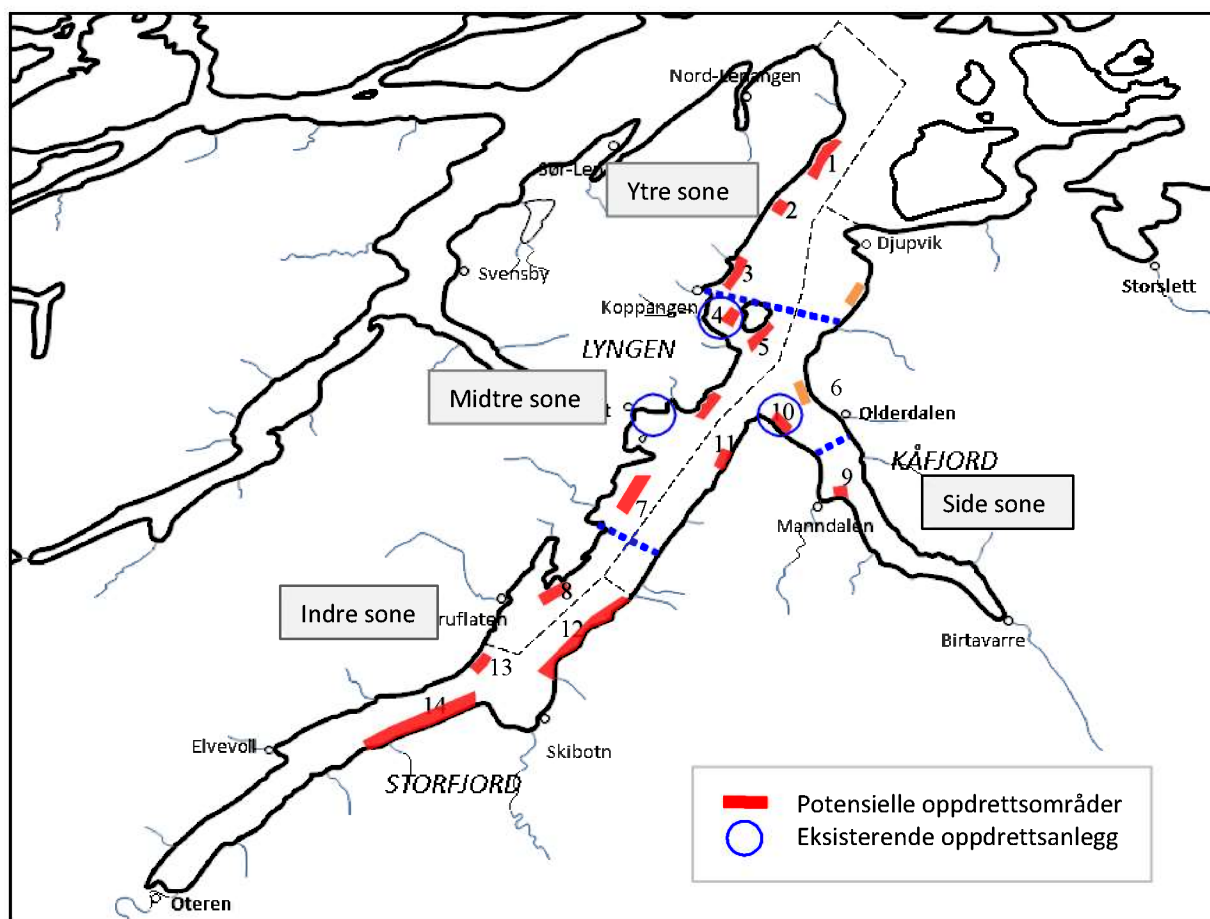 Nord-Lenangen
1
Ytre sone
2
Djupvik
3
Svensby
Storslett
Koppangen
4
5
LYNGEN
Midtre sone
6
10
Olderdalen
11
KÅFJORD
9
Side sone
7
Manndalen
8
Indre sone
12
Birtavarre
13
14
Elvevoll
Skibotn
STORFJORD
Potensielle oppdrettsområder
Eksisterende oppdrettsanlegg
Oteren